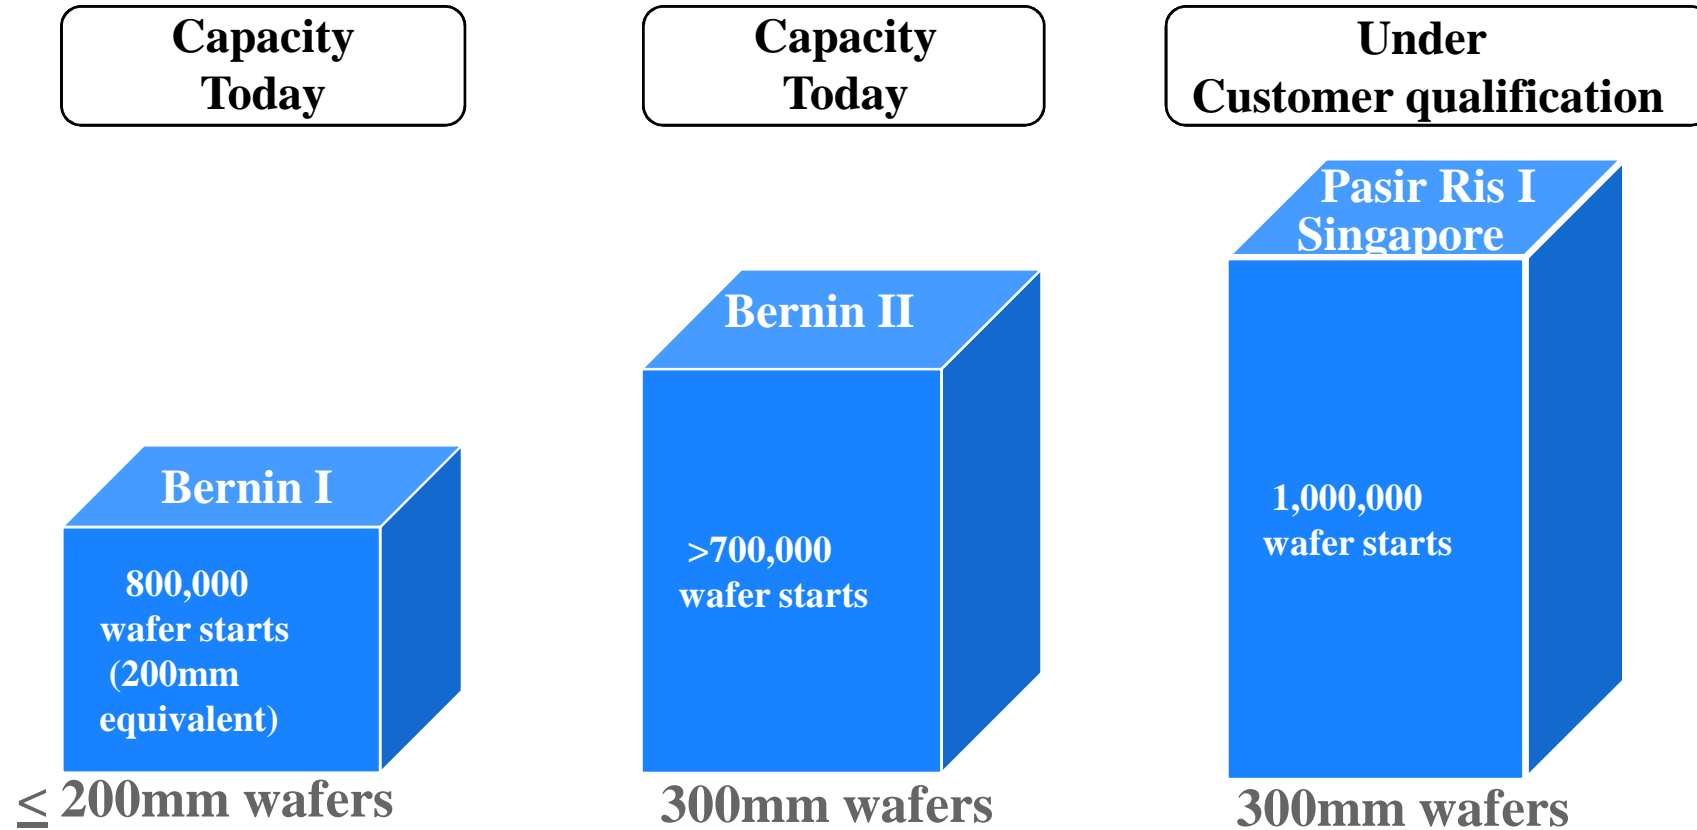 Capacity
Today
Capacity
Today
Under
Customer qualification
Bernin I
800,000
wafer starts
(200mm
equivalent)
≤ 200mm wafers
Bernin II
>700,000
wafer starts
300mm wafers
Pasir Ris I
Singapore
1,000,000
wafer starts
300mm wafers